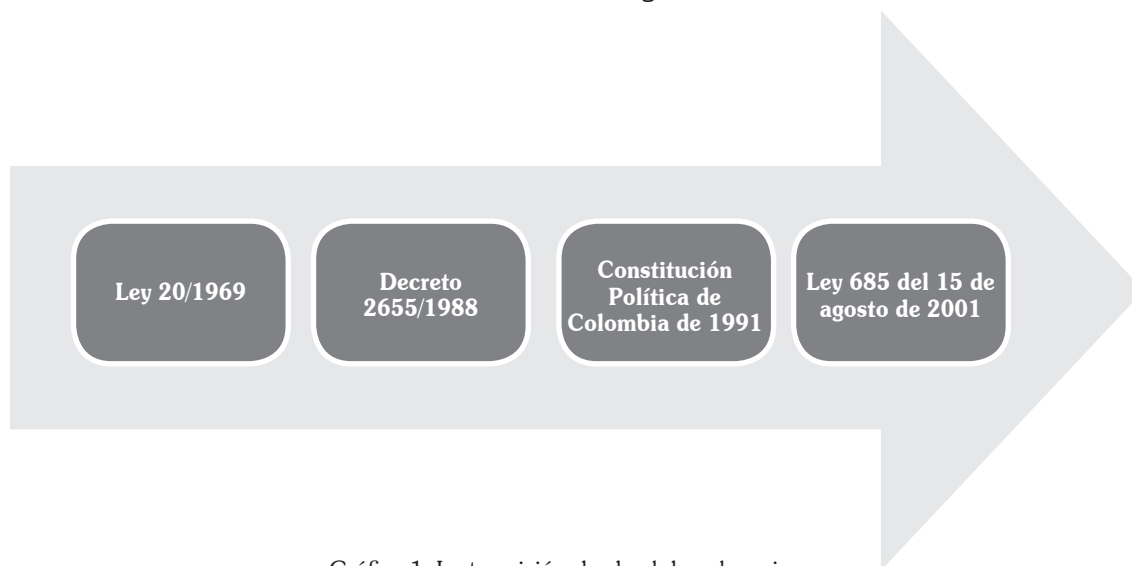 Ley 20/1969
Decreto
2655/1988
Constitución
Política de
Colombia de 1991
Ley 685 del 15 de
agosto de 2001